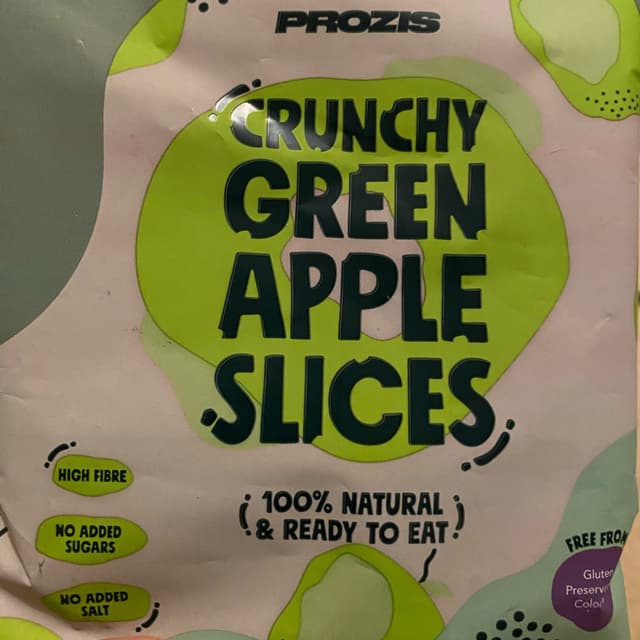 PROZIS
CRUNCHY
GREEN
APPLE
SLICES
HIGH FIBRE
NO ADDED
SUGARS
NO ADDED
SALT
100% NATURAL
& READY TO EAT
FREE FROM